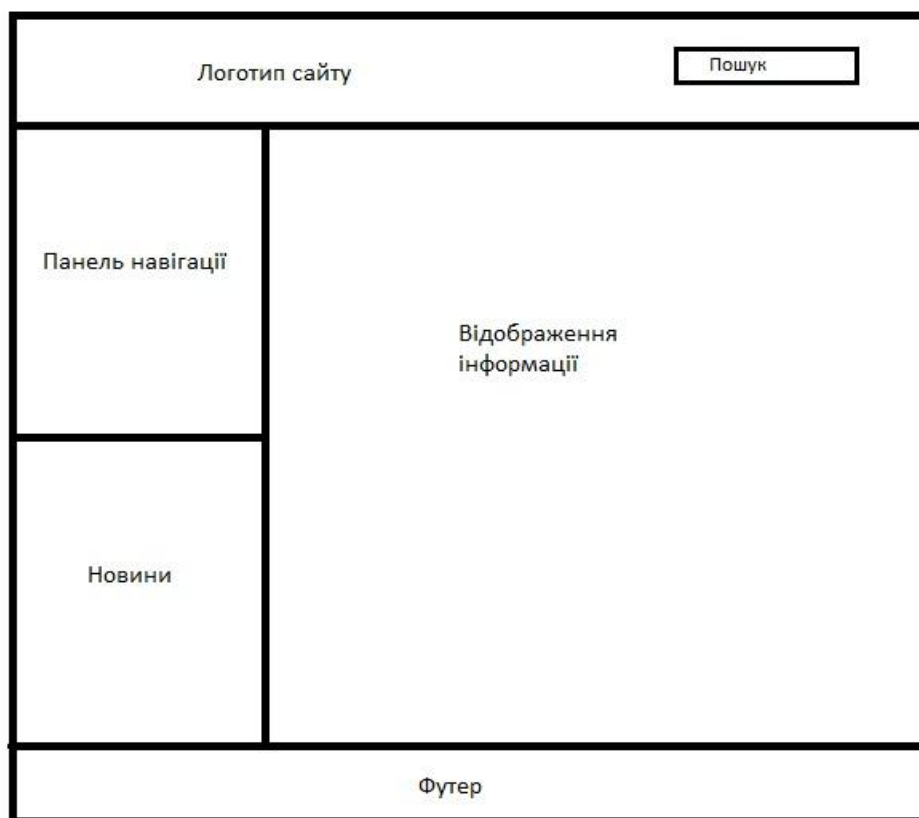 Логотип сайту
Пошук
Панель навігації
Відображення
інформації
Новини
Футер